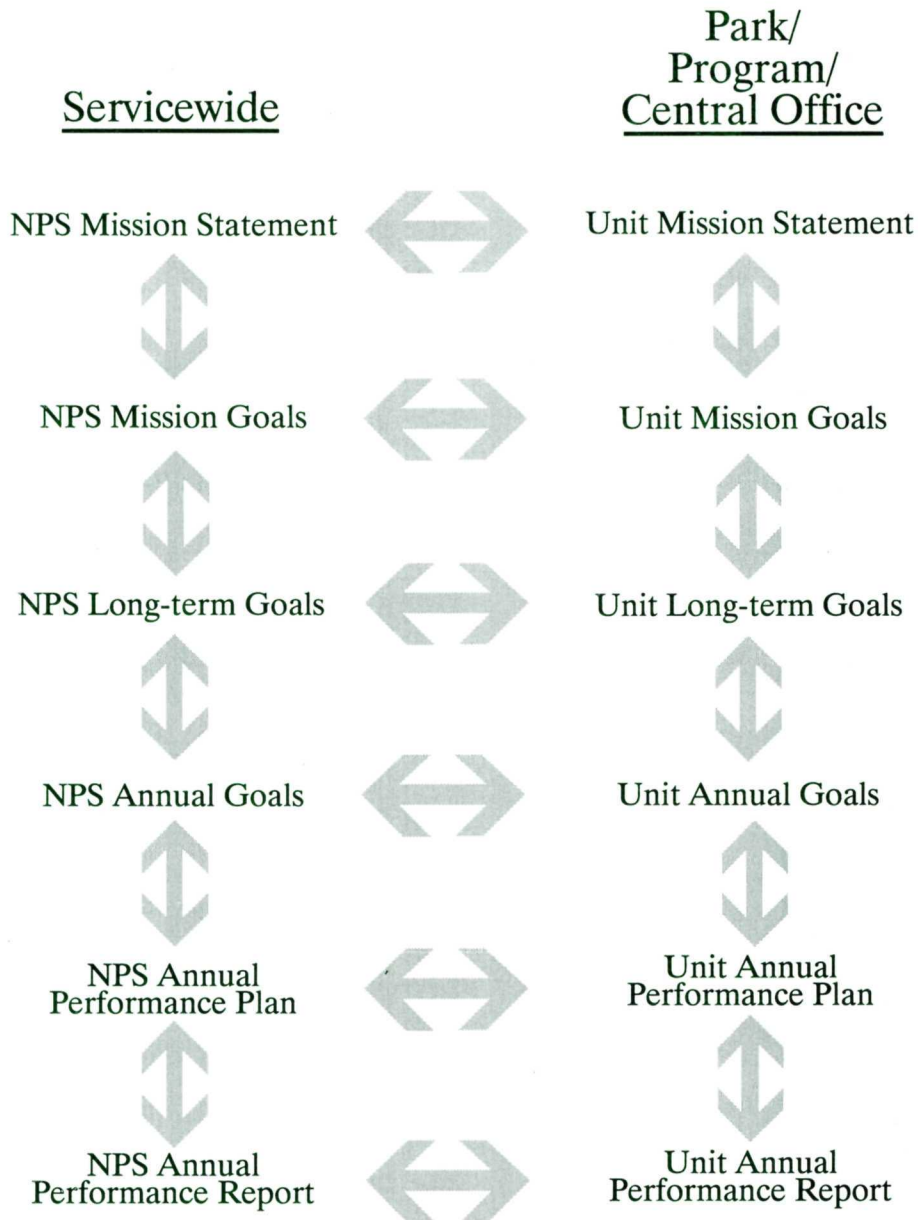 Servicewide
Park/
Program/
Central Office
NPS Mission Statement
Unit Mission Statement
NPS Mission Goals
Unit Mission Goals
NPS Long-term Goals
Unit Long-term Goals
NPS Annual Goals
Unit Annual Goals
NPS Annual
Performance Plan
Unit Annual
Performance Plan
NPS Annual
Performance Report
Unit Annual
Performance Report